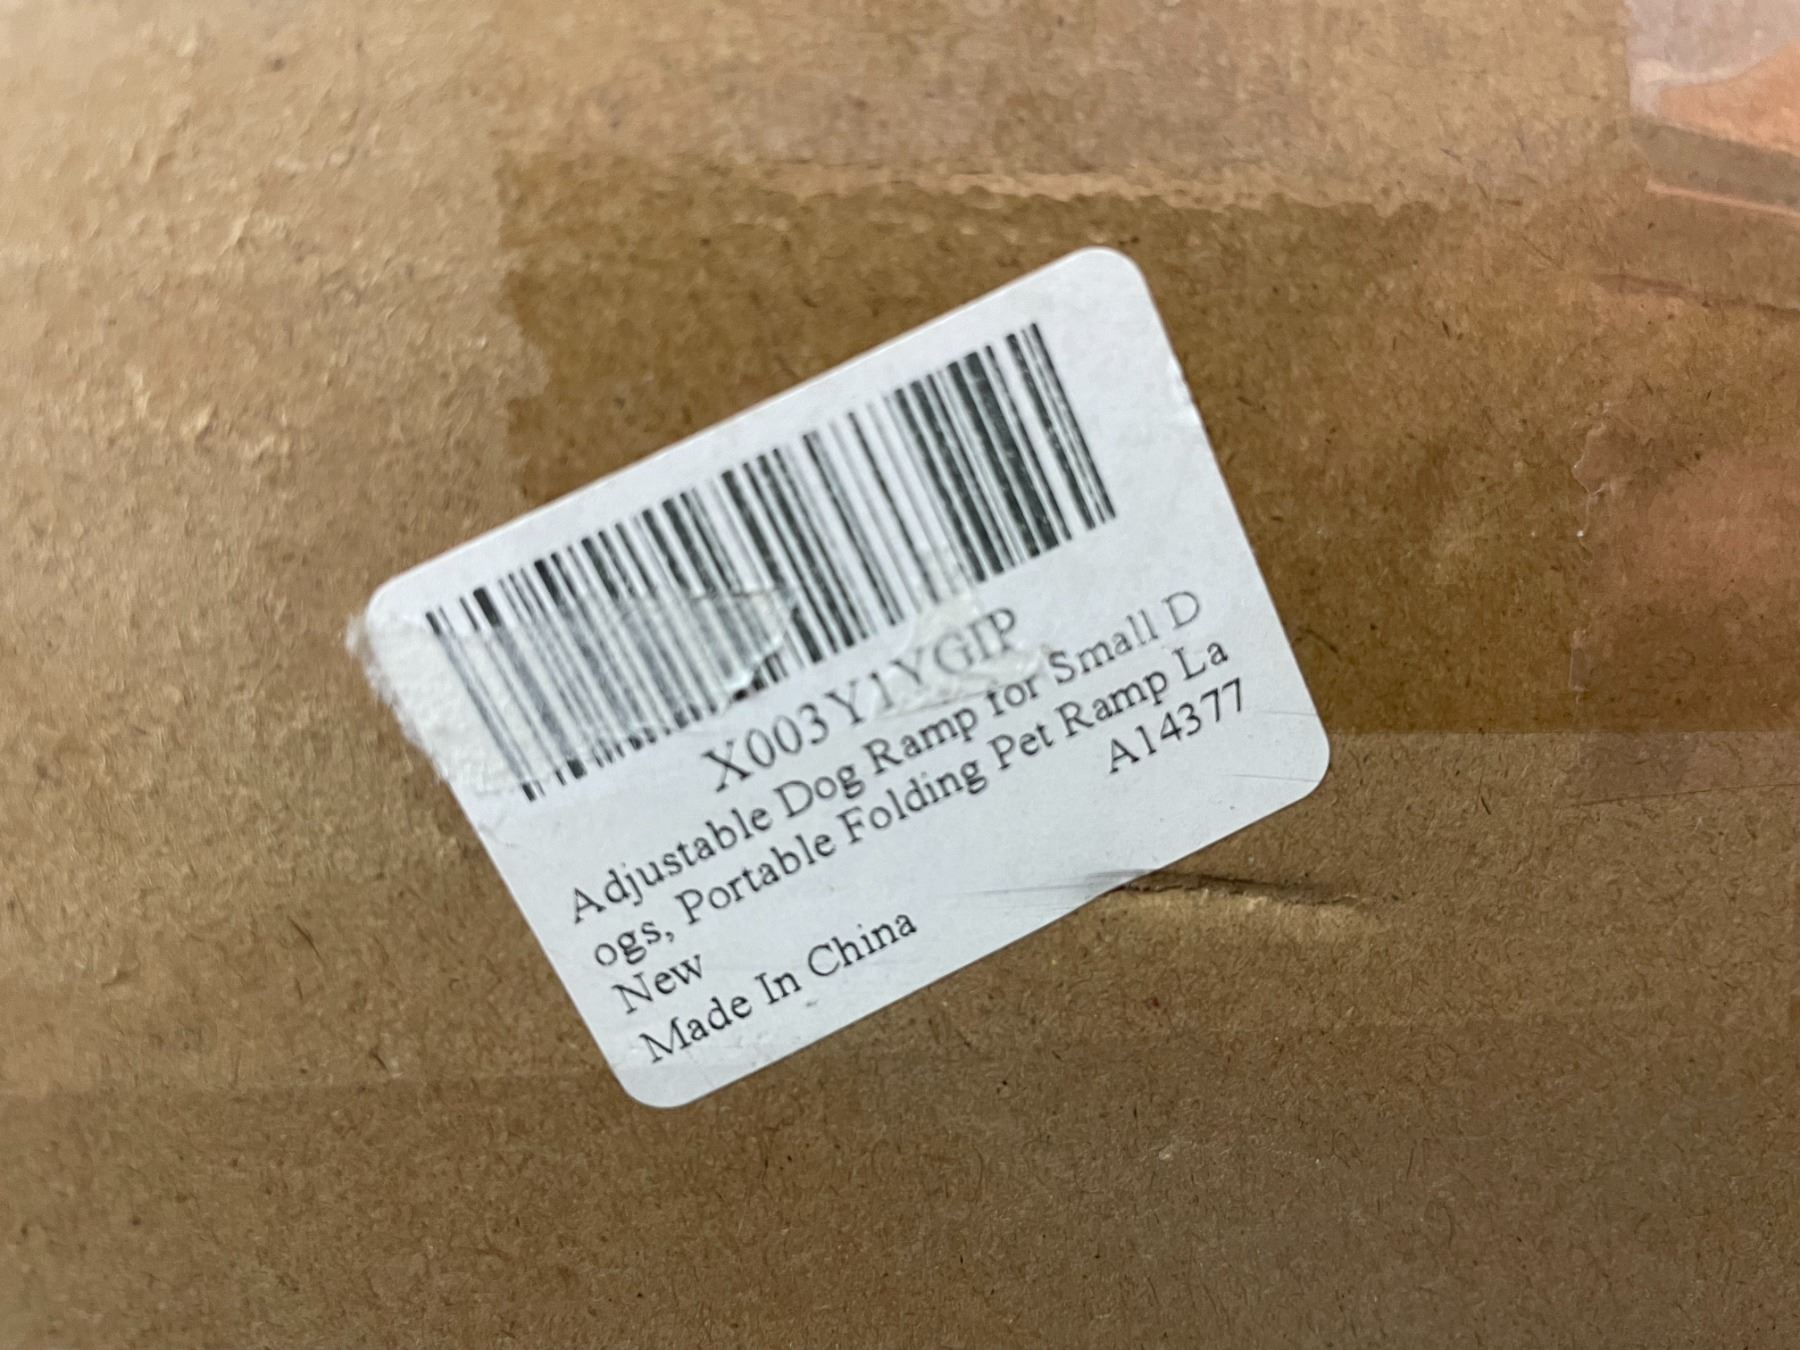 X003Y1YGIP
Adjustable Dog Ramp for Small D
ogs, Portable Folding Pet Ramp La
New
A14377
Made In China